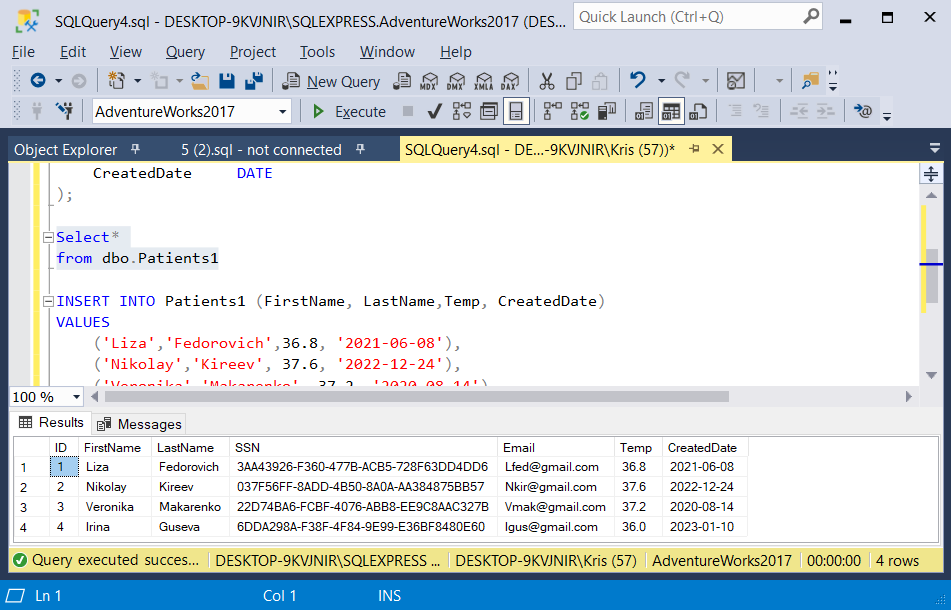 SQLQuery4.sql - DESKTOP-9KVJNIR\SQLEXPRESS.AdventureWorks2017 (DES...
Quick Launch (Ctrl+Q)
File Edit View Query Project Tools Window Help
New Query MDX DMX XMLA DAX
AdventureWorks2017 Execute
Object Explorer 5 (2).sql - not connected SQLQuery4.sql - DE...-9KVJNIR\Kris (57))*
CreatedDate DATE
);
Select*
from dbo.Patients1
INSERT INTO Patients1 (FirstName, LastName,Temp, CreatedDate)
VALUES
('Liza','Fedorovich',36.8, '2021-06-08'),
('Nikolay','Kireev', 37.6, '2022-12-24'),
('Veronika','Makarenko', 37.2, '2020-08-14')
100 %
Results Messages
ID FirstName LastName SSN Email Temp CreatedDate
1 1 Liza Fedorovich 3AA43926-F360-477B-ACB5-728F63DD4DD6 Lfed@gmail.com 36.8 2021-06-08
2 2 Nikolay Kireev 037F56FF-8ADD-4B50-8A0A-AA384875BB57 Nkir@gmail.com 37.6 2022-12-24
3 3 Veronika Makarenko 22D74BA6-FCBF-4076-ABB8-EE9C8AAC327B Vmak@gmail.com 37.2 2020-08-14
4 4 Irina Guseva 6DDA298A-F38F-4F84-9E99-E36BF8480E60 Igus@gmail.com 36.0 2023-01-10
Query executed succes... DESKTOP-9KVJNIR\SQLEXPRESS ... DESKTOP-9KVJNIR\Kris (57) AdventureWorks2017 00:00:00 4 rows
Ln 1 Col 1 INS